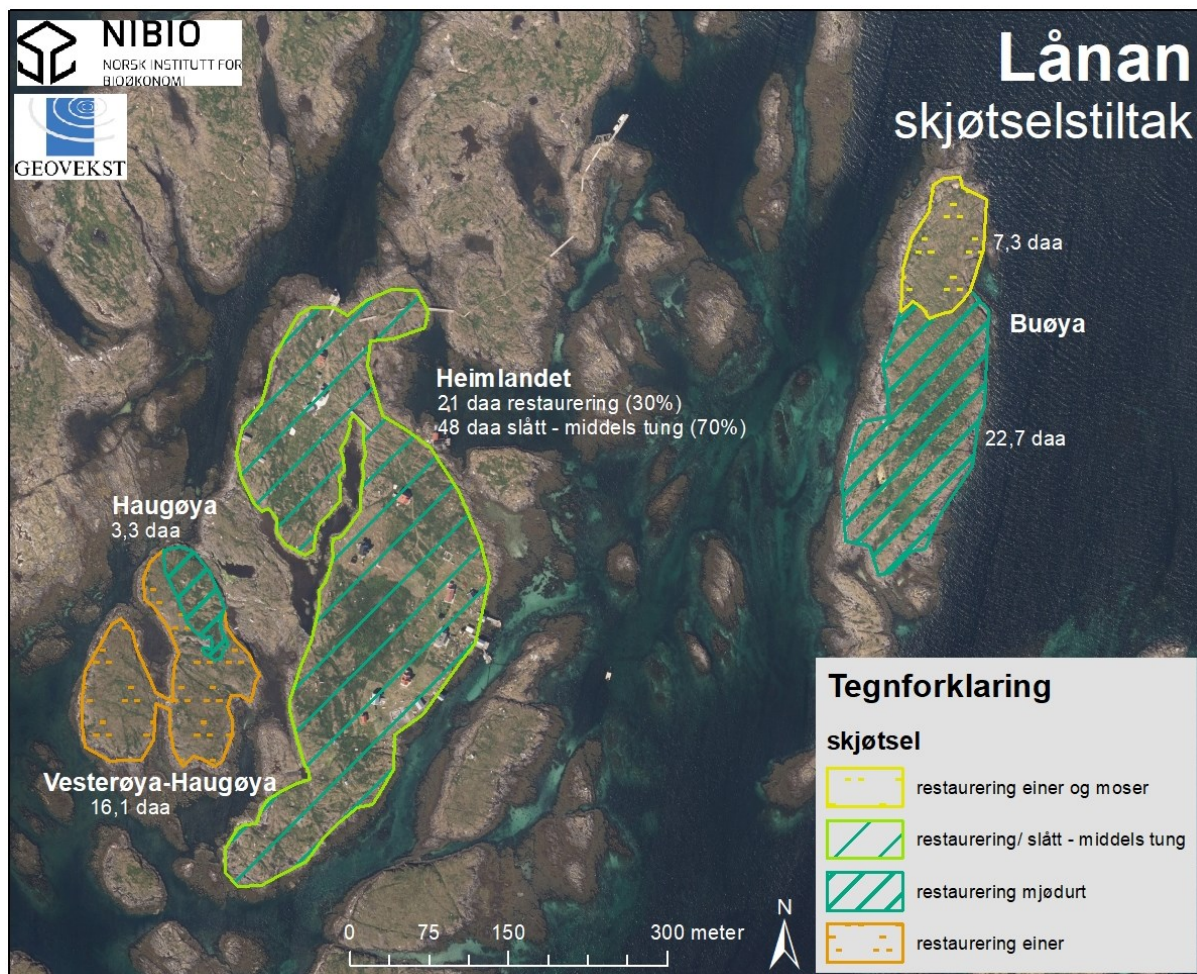 NIBIO
NORSK INSTITUTT FOR
BIOØKONOMI
GEOVEKST
Lånan
skjøtselstiltak
7,3 daa
Buøya
22,7 daa
Heimlandet
21 daa restaurering (30%)
48 daa slått - middels tung (70%)
Haugøya
3,3 daa
Vesterøya-Haugøya
16,1 daa
Tegnforklaring
skjøtsel
restaurering einer og moser
restaurering/ slått - middels tung
restaurering mjødurt
restaurering einer
0 75 150 300 meter
N